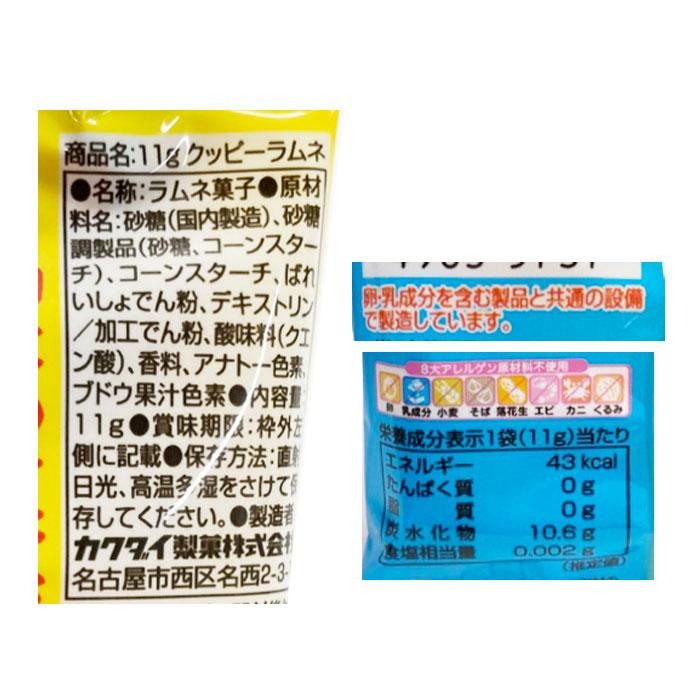 商品名:11gクッピーラムネ
●名称:ラムネ菓子●原材
料名:砂糖(国内製造)、砂糖
調製品(砂糖、コーンスター
チ)、コーンスターチ、ばれ
いしょでん粉、デキストリン
/加工でん粉、酸味料(クエ
ン酸)、香料、アナトー色素、
ブドウ果汁色素●内容量:
11g●賞味期限:枠外左
側に記載●保存方法:直射
日光、高温多湿をさけて保
存してください。●製造者
カクダイ製菓株式会
名古屋市西区名西2-3-
卵・乳成分を含む製品と共通の設備
で製造しています。
8大アレルゲン原材料不使用
卵 乳成分 小麦 そば 落花生 エビ カニ くるみ
栄養成分表示1袋(11g)当たり
エネルギー 43kcal
たんぱく質 0g
脂質 0g
炭水化物 10.6g
食塩相当量 0.002g
(推定値)